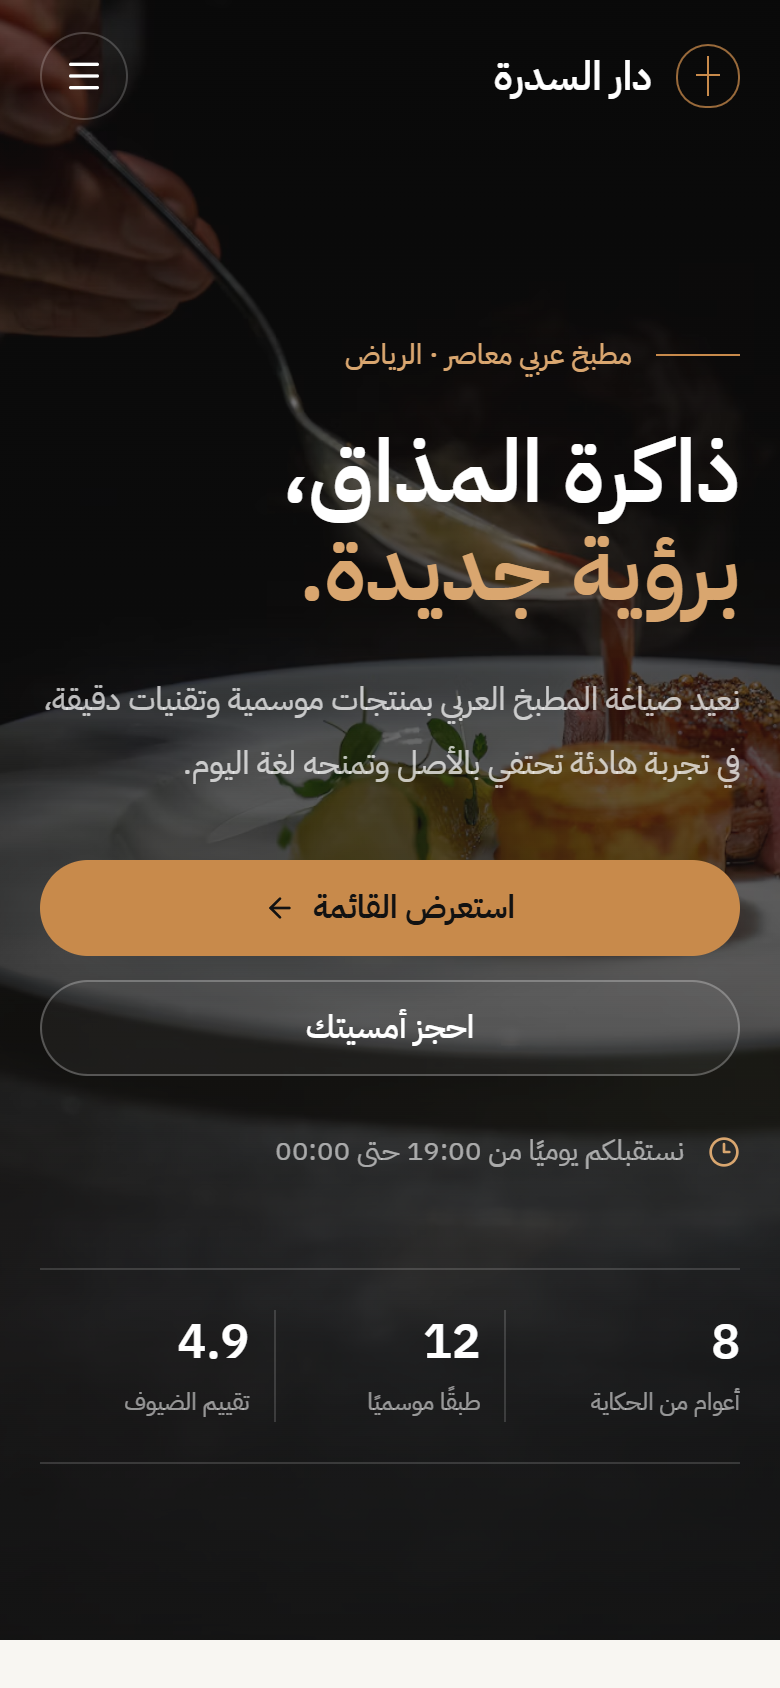 دار السدرة
مطبخ عربي معاصر · الرياض
ذاكرة المذاق،
برؤية جديدة.
نعيد صياغة المطبخ العربي بمنتجات موسمية وتقنيات دقيقة،
في تجربة هادئة تحتفي بالأصل وتمنحه لغة اليوم.
استعرض القائمة ←
احجز أمسيتك
نستقبلكم يوميًا من 19:00 حتى 00:00
8
أعوام من الحكاية
12
طبقًا موسميًا
4.9
تقييم الضيوف